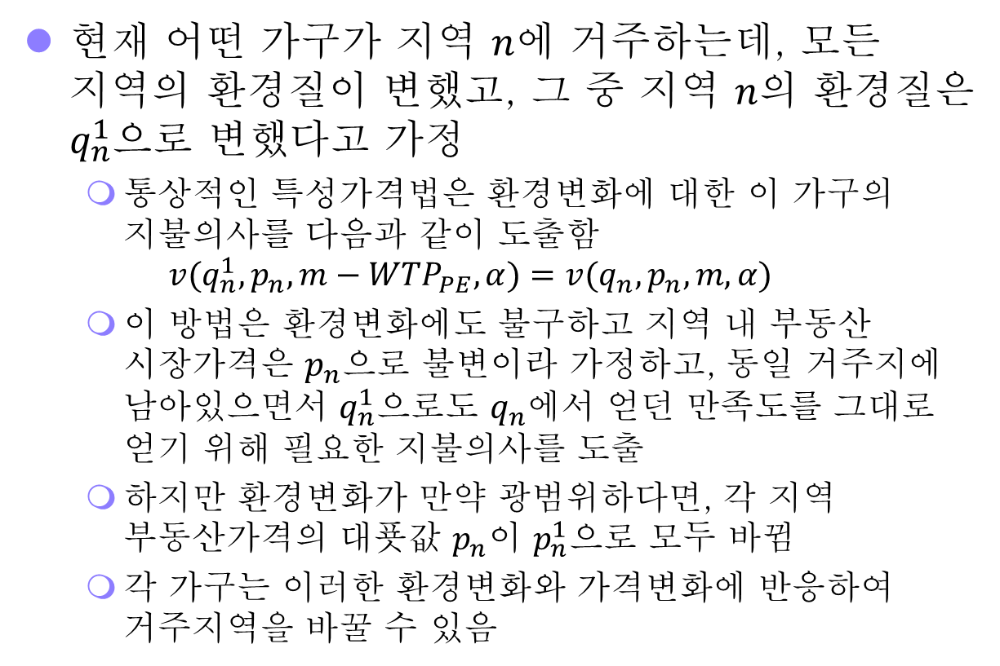 현재 어떤 가구가 지역 n에 거주하는데, 모든
지역의 환경질이 변했고, 그 중 지역 n의 환경질은
q_n^1으로 변했다고 가정
통상적인 특성가격법은 환경변화에 대한 이 가구의
지불의사를 다음과 같이 도출함
v(q_n^1, p_n, m − WTP_PE, α) = v(q_n, p_n, m, α)
이 방법은 환경변화에도 불구하고 지역 내 부동산
시장가격은 p_n으로 불변이라 가정하고, 동일 거주지에
남아있으면서 q_n^1으로도 q_n에서 얻던 만족도를 그대로
얻기 위해 필요한 지불의사를 도출
하지만 환경변화가 만약 광범위하다면, 각 지역
부동산가격의 대푯값 p_n이 p_n^1으로 모두 바뀜
각 가구는 이러한 환경변화와 가격변화에 반응하여
거주지역을 바꿀 수 있음